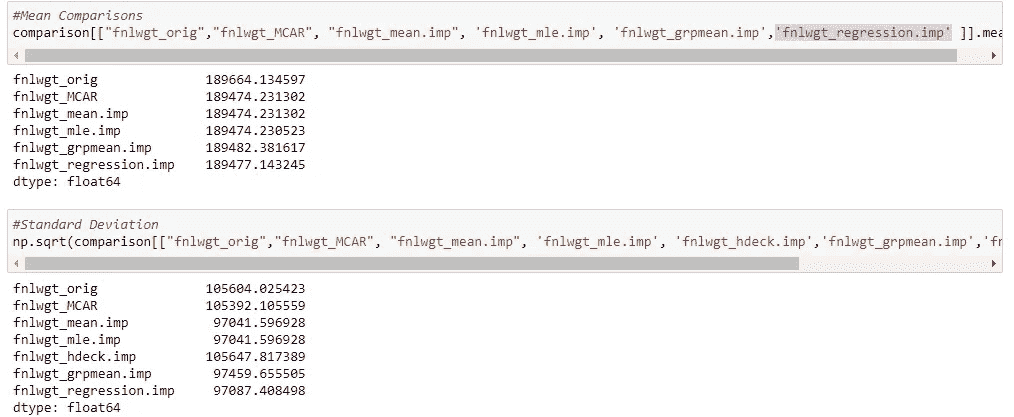 #Mean Comparisons
comparison[["fnlwgt_orig","fnlwgt_MCAR", "fnlwgt_mean.imp", 'fnlwgt_mle.imp', 'fnlwgt_grpmean.imp','fnlwgt_regression.imp' ]].mea
fnlwgt_orig 189664.134597
fnlwgt_MCAR 189474.231302
fnlwgt_mean.imp 189474.231302
fnlwgt_mle.imp 189474.230523
fnlwgt_grpmean.imp 189482.381617
fnlwgt_regression.imp 189477.143245
dtype: float64
#Standard Deviation
np.sqrt(comparison[["fnlwgt_orig","fnlwgt_MCAR", "fnlwgt_mean.imp", 'fnlwgt_mle.imp', 'fnlwgt_hdeck.imp','fnlwgt_grpmean.imp','fn
fnlwgt_orig 105604.025423
fnlwgt_MCAR 105392.105559
fnlwgt_mean.imp 97041.596928
fnlwgt_mle.imp 97041.596928
fnlwgt_hdeck.imp 105647.817389
fnlwgt_grpmean.imp 97459.655505
fnlwgt_regression.imp 97087.408498
dtype: float64